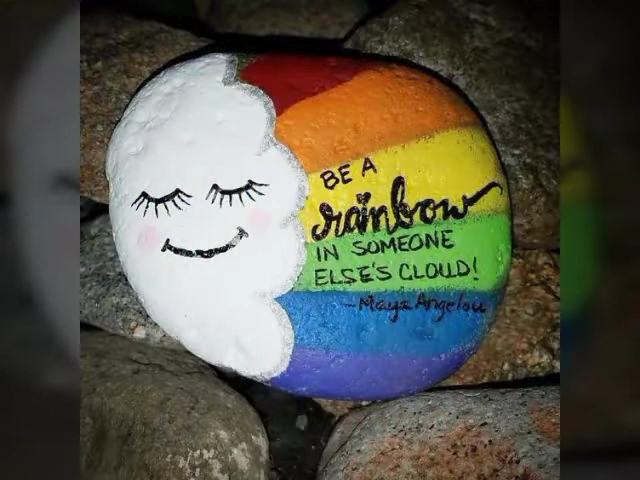 BE A
rainbow
IN SOMEONE
ELSE'S CLOUD!
-Maya Angelou